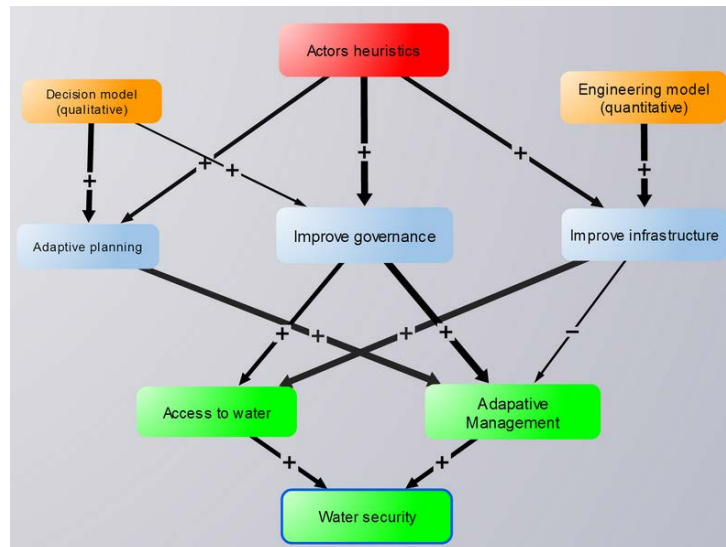 Actors heuristics
Decision model
(qualitative)
Engineering model
(quantitative)
+
+
+
+
+
+
Adaptive planning
Improve governance
Improve infrastructure
+
+
+
+
−
Access to water
Adapative
Management
+
+
Water security